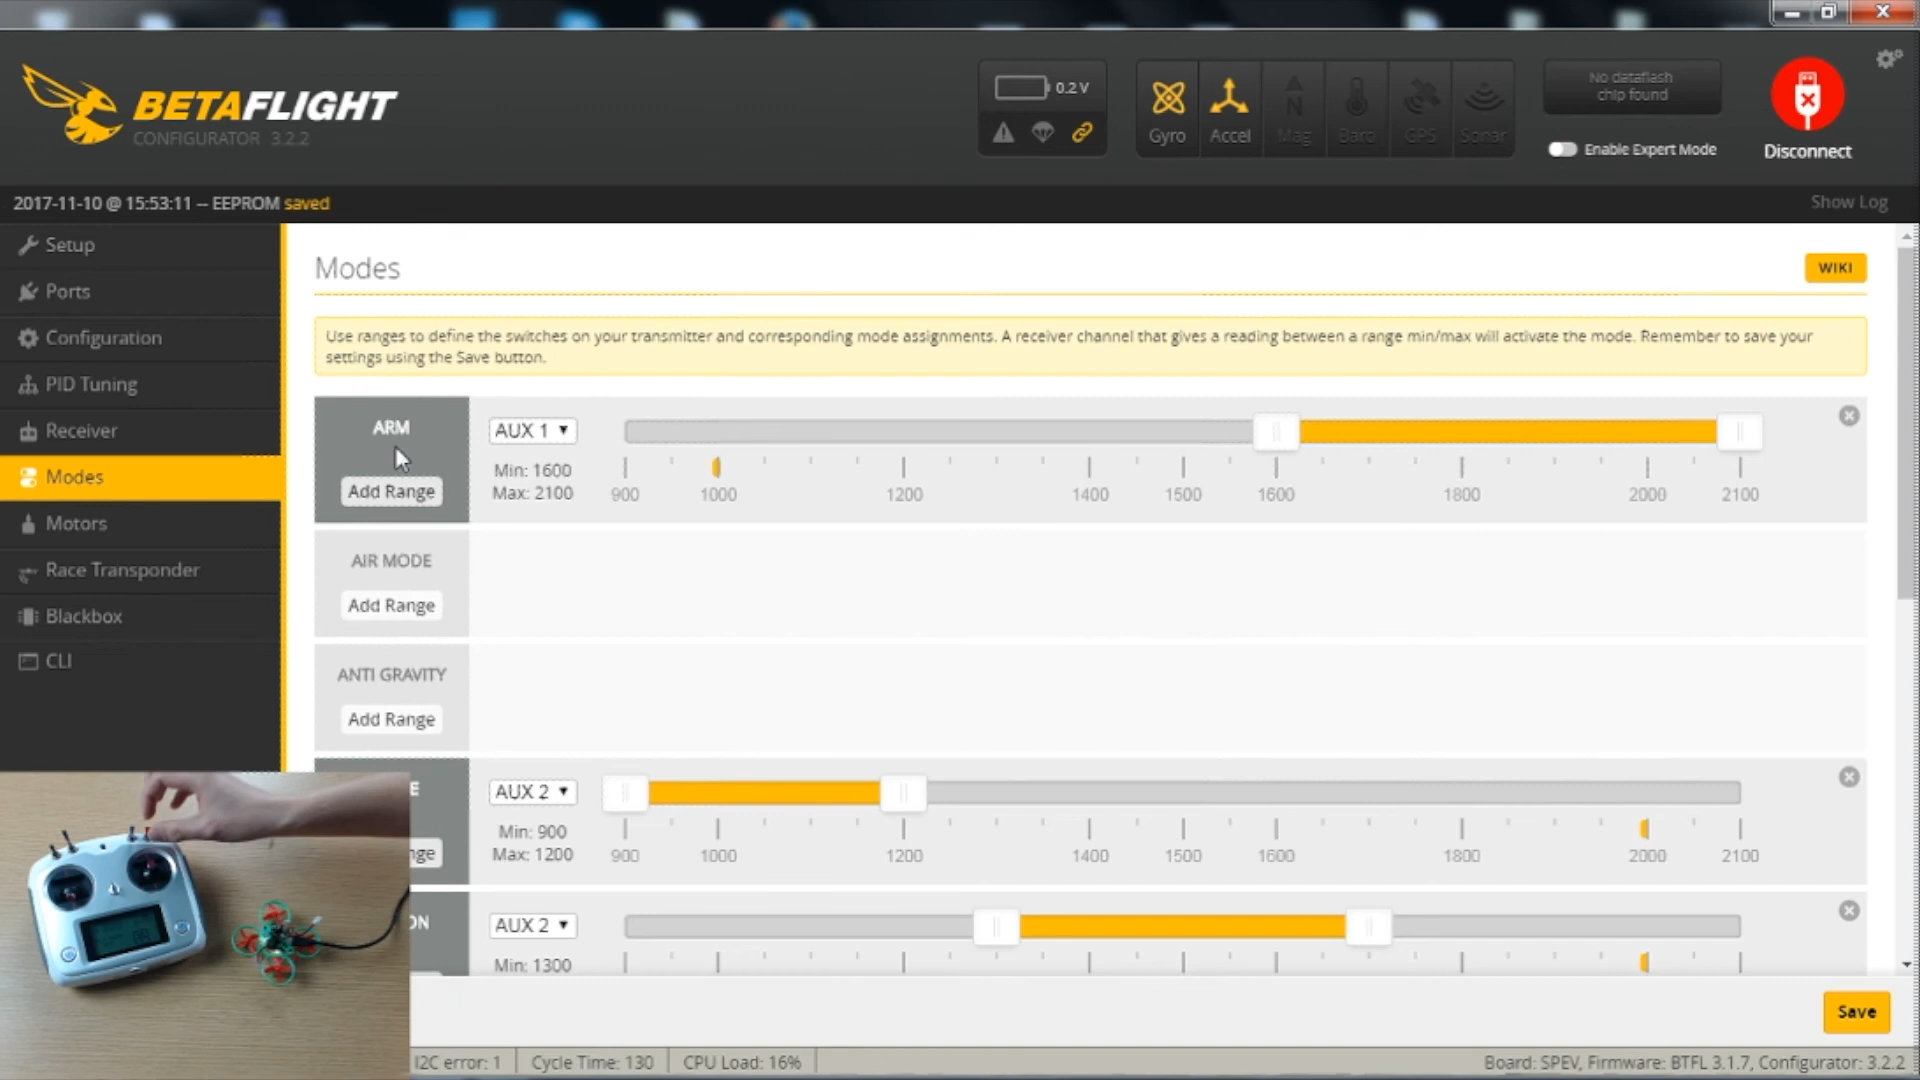 BETAFLIGHT
CONFIGURATOR 3.2.2
0.2 V
Gyro Accel Mag Baro GPS Sonar
No dataflash
chip found
Enable Expert Mode
Disconnect
2017-11-10 @ 15:53:11 -- EEPROM saved
Show Log
Setup
Ports
Configuration
PID Tuning
Receiver
Modes
Motors
Race Transponder
Blackbox
CLI
Modes
WIKI
Use ranges to define the switches on your transmitter and corresponding mode assignments. A receiver channel that gives a reading between a range min/max will activate the mode. Remember to save your
settings using the Save button.
ARM
Add Range
AUX 1
Min: 1600
Max: 2100
900 1000 1200 1400 1500 1600 1800 2000 2100
AIR MODE
Add Range
ANTI GRAVITY
Add Range
E
nge
AUX 2
Min: 900
Max: 1200
900 1000 1200 1400 1500 1600 1800 2000 2100
ON
AUX 2
Min: 1300
Save
I2C error: 1
Cycle Time: 130
CPU Load: 16%
Board: SPEV, Firmware: BTFL 3.1.7, Configurator: 3.2.2